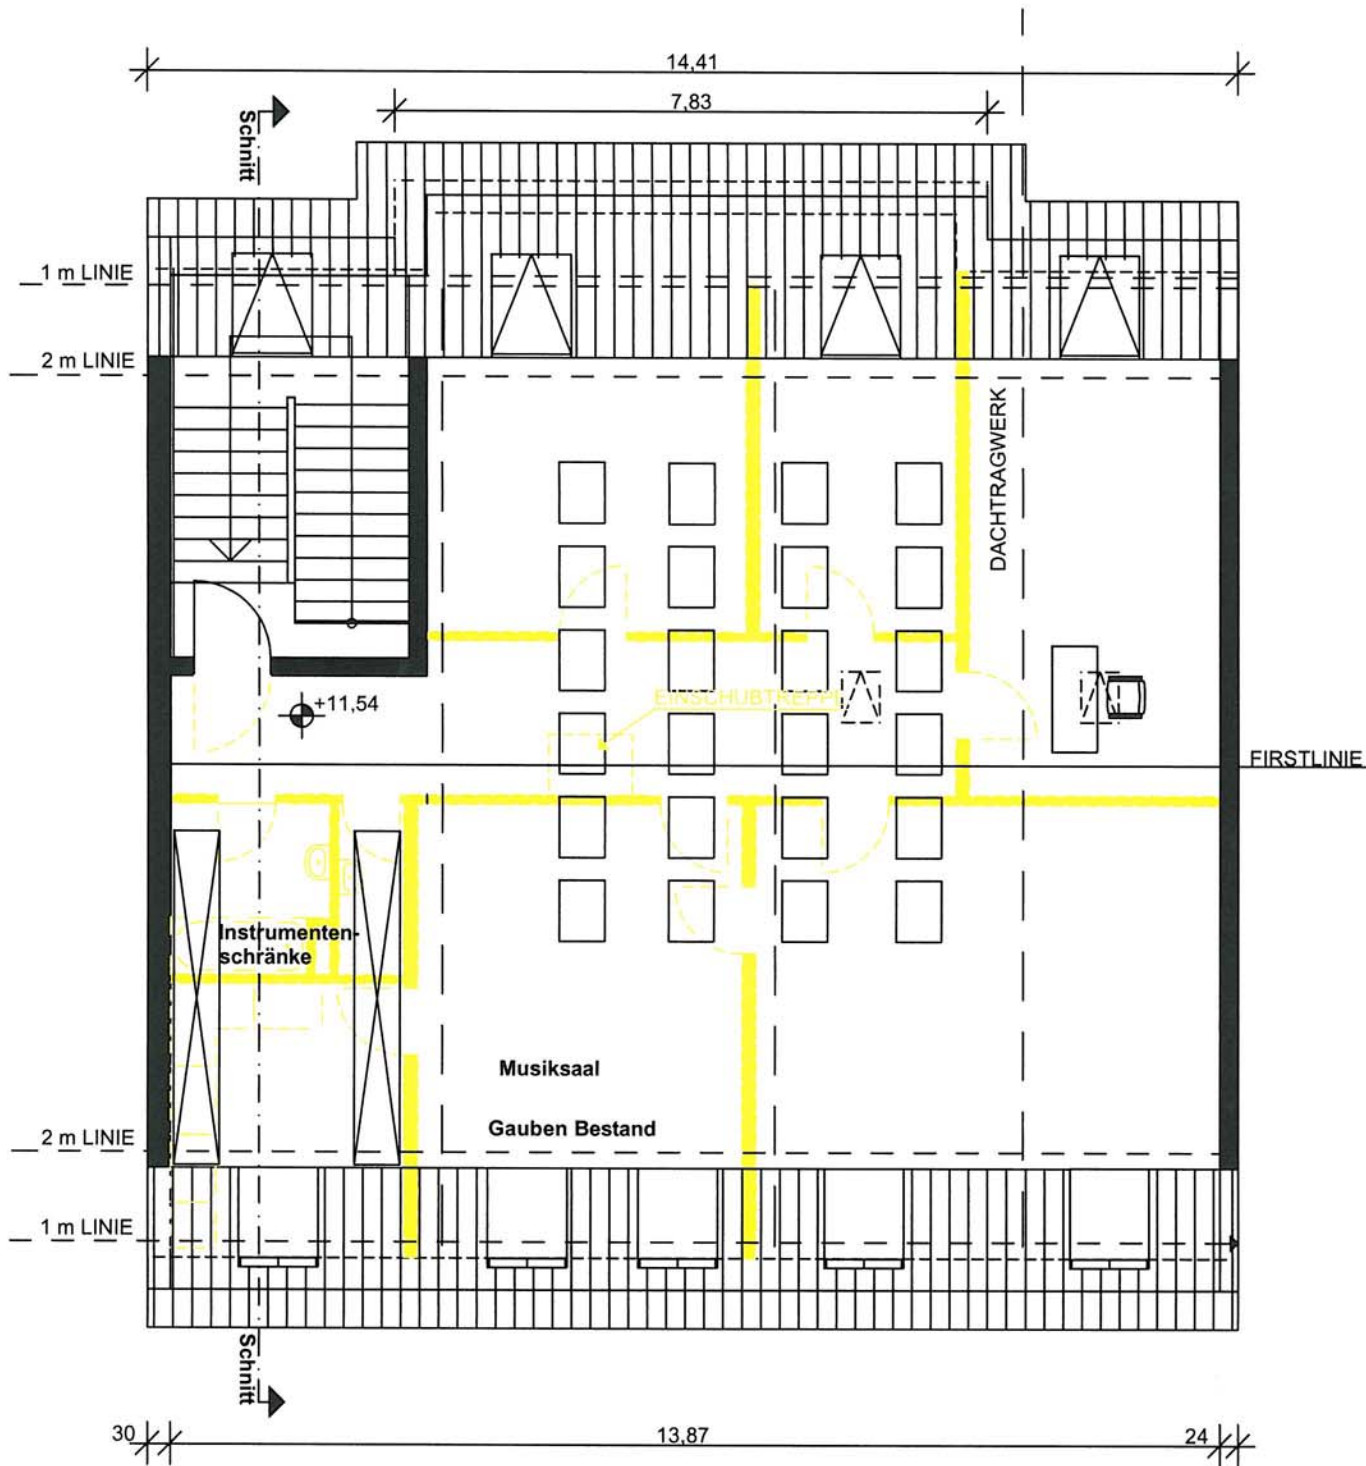 14,41
7,83
Schnitt
1 m LINIE
2 m LINIE
DACHTRAGWERK
EINSCHUBTREPPE
+11,54
FIRSTLINIE
Instrumenten-
schränke
Musiksaal
Gauben Bestand
2 m LINIE
1 m LINIE
Schnitt
30
13,87
24